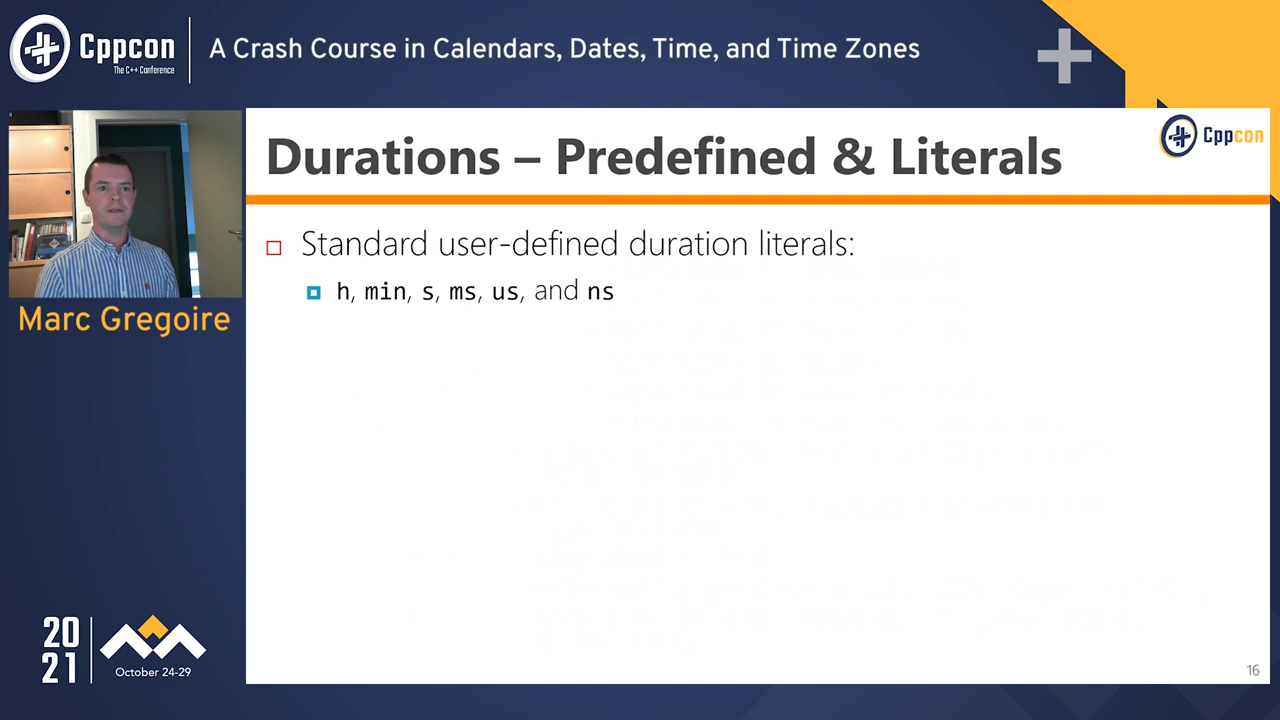 Cppcon
The C++ Conference
A Crash Course in Calendars, Dates, Time, and Time Zones
Cppcon
Durations – Predefined & Literals
Standard user-defined duration literals:
h, min, s, ms, us, and ns
Marc Gregoire
20
21
October 24-29
16